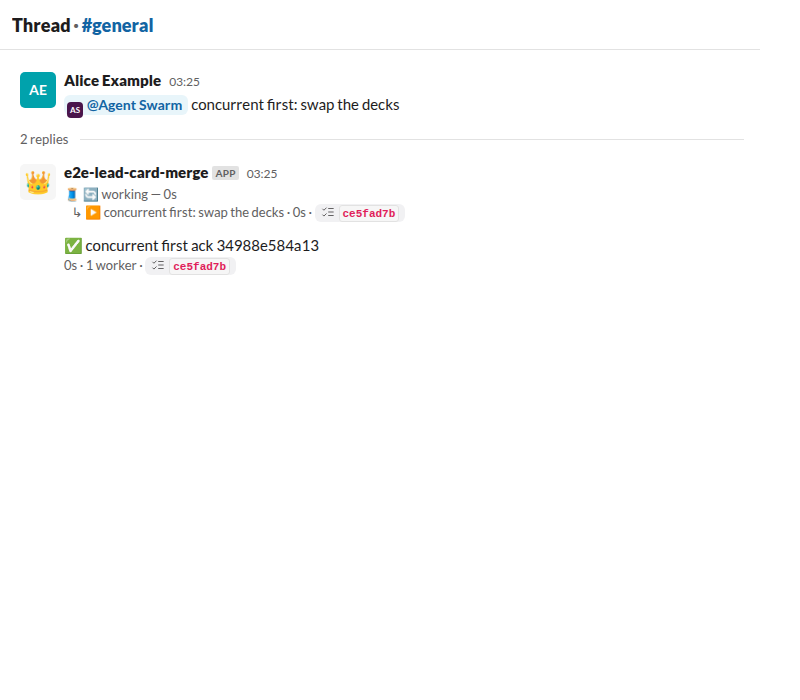 Thread • #general
AE
Alice Example 03:25
AS @Agent Swarm concurrent first: swap the decks
2 replies
e2e-lead-card-merge APP 03:25
🧵 🔄 working — 0s
↳ ▶️ concurrent first: swap the decks · 0s · ce5fad7b
✅ concurrent first ack 34988e584a13
0s · 1 worker · ce5fad7b